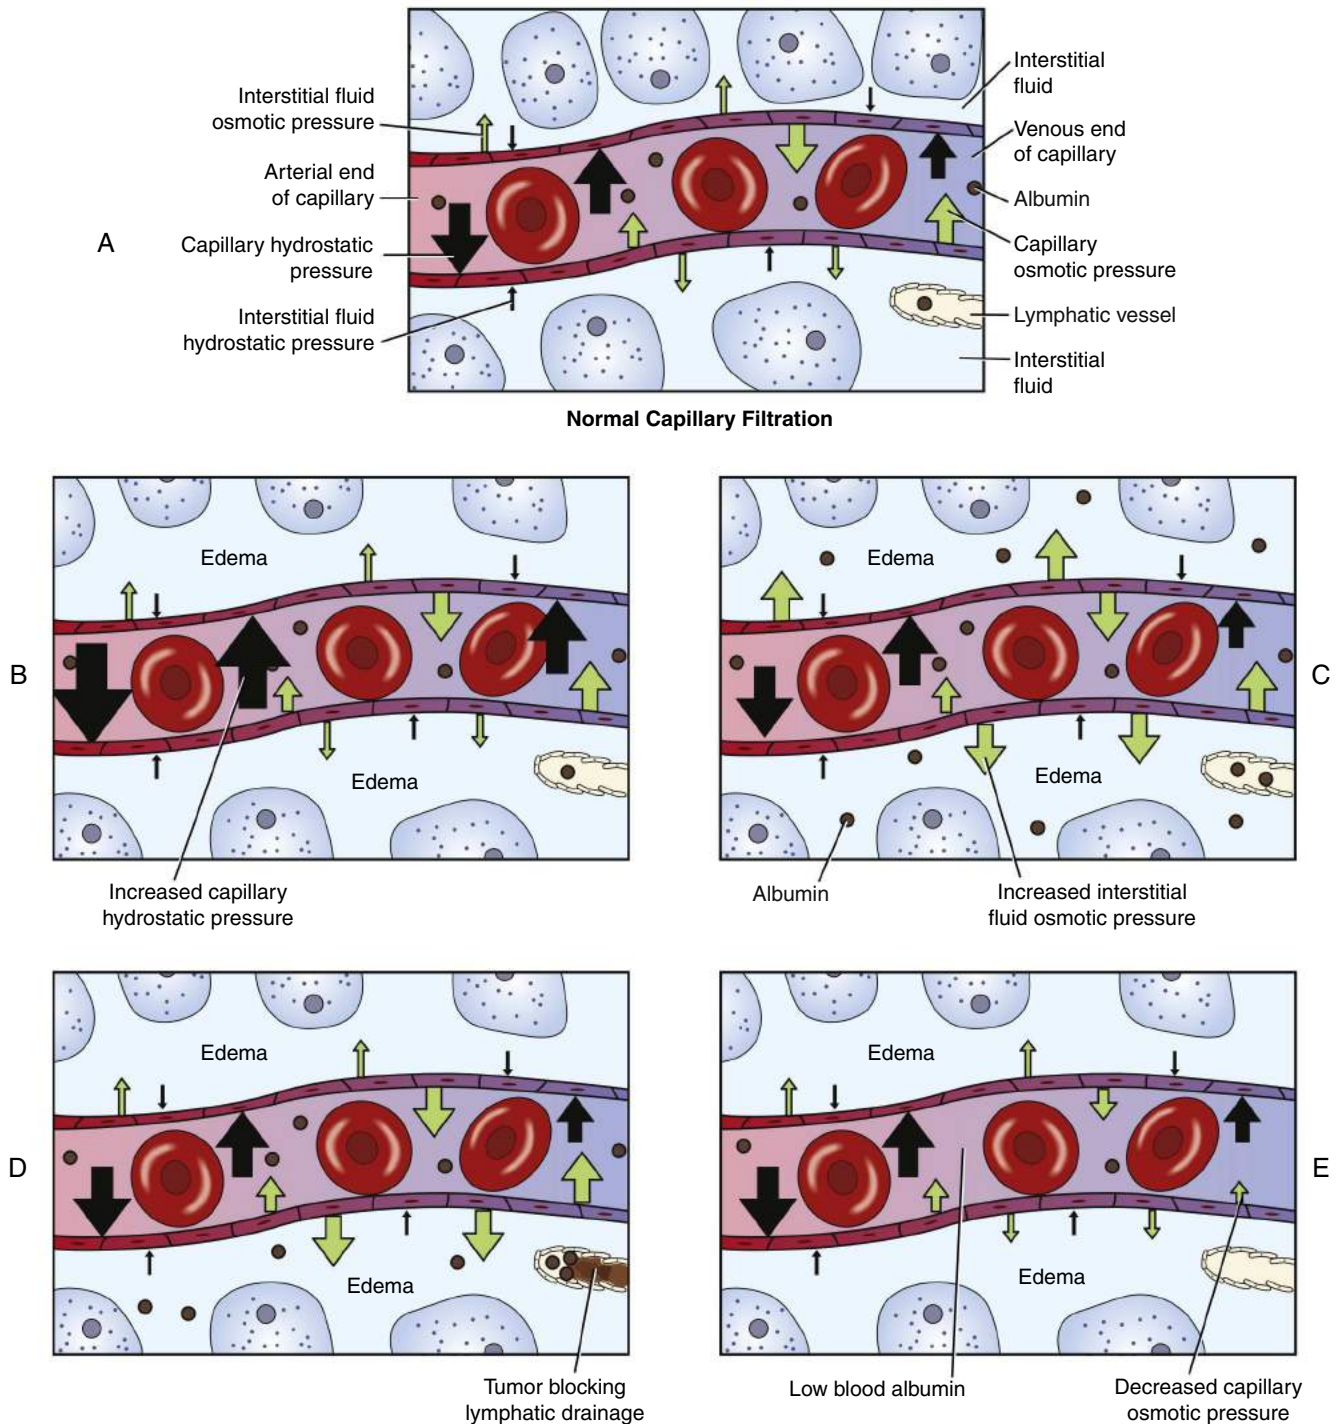 Interstitial fluid
osmotic pressure
Arterial end
of capillary
A
Capillary hydrostatic
pressure
Interstitial fluid
hydrostatic pressure
Interstitial
fluid
Venous end
of capillary
Albumin
Capillary
osmotic pressure
Lymphatic vessel
Interstitial
fluid
Normal Capillary Filtration
B
Edema
Edema
Increased capillary
hydrostatic pressure
C
Edema
Edema
Albumin
Increased interstitial
fluid osmotic pressure
D
Edema
Edema
Tumor blocking
lymphatic drainage
E
Edema
Edema
Low blood albumin
Decreased capillary
osmotic pressure